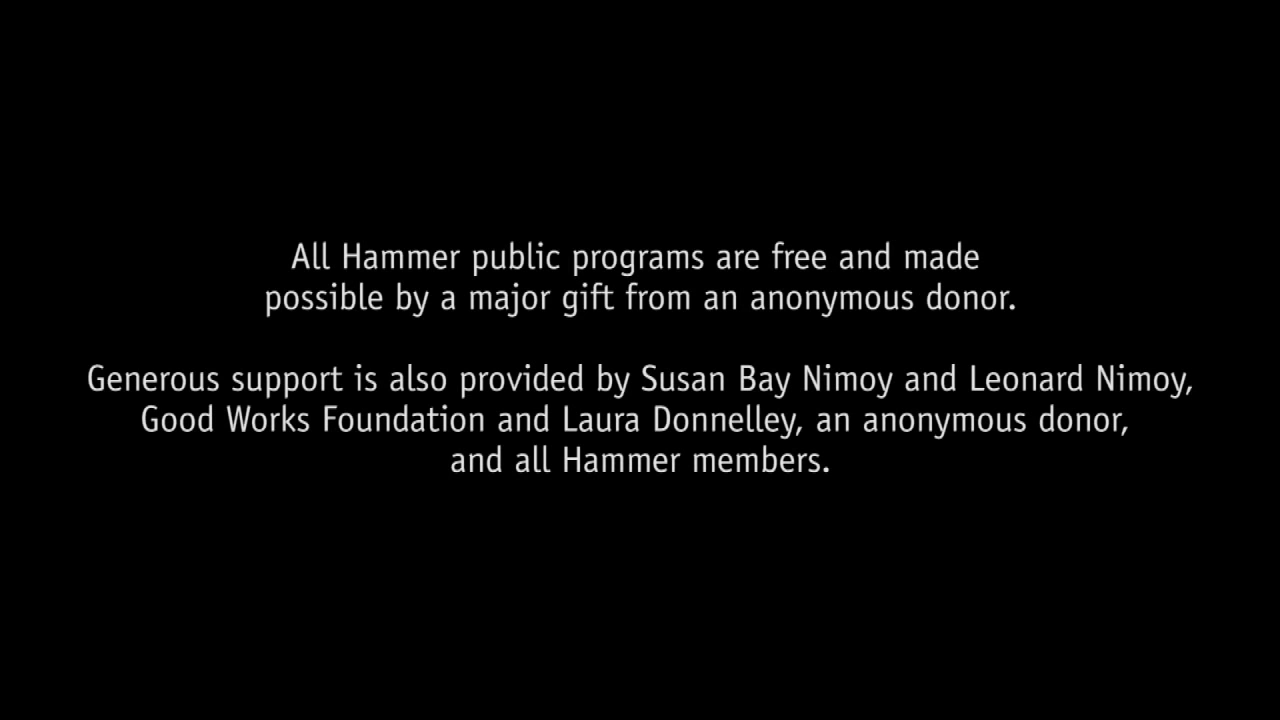 All Hammer public programs are free and made
possible by a major gift from an anonymous donor.
Generous support is also provided by Susan Bay Nimoy and Leonard Nimoy,
Good Works Foundation and Laura Donnelley, an anonymous donor,
and all Hammer members.